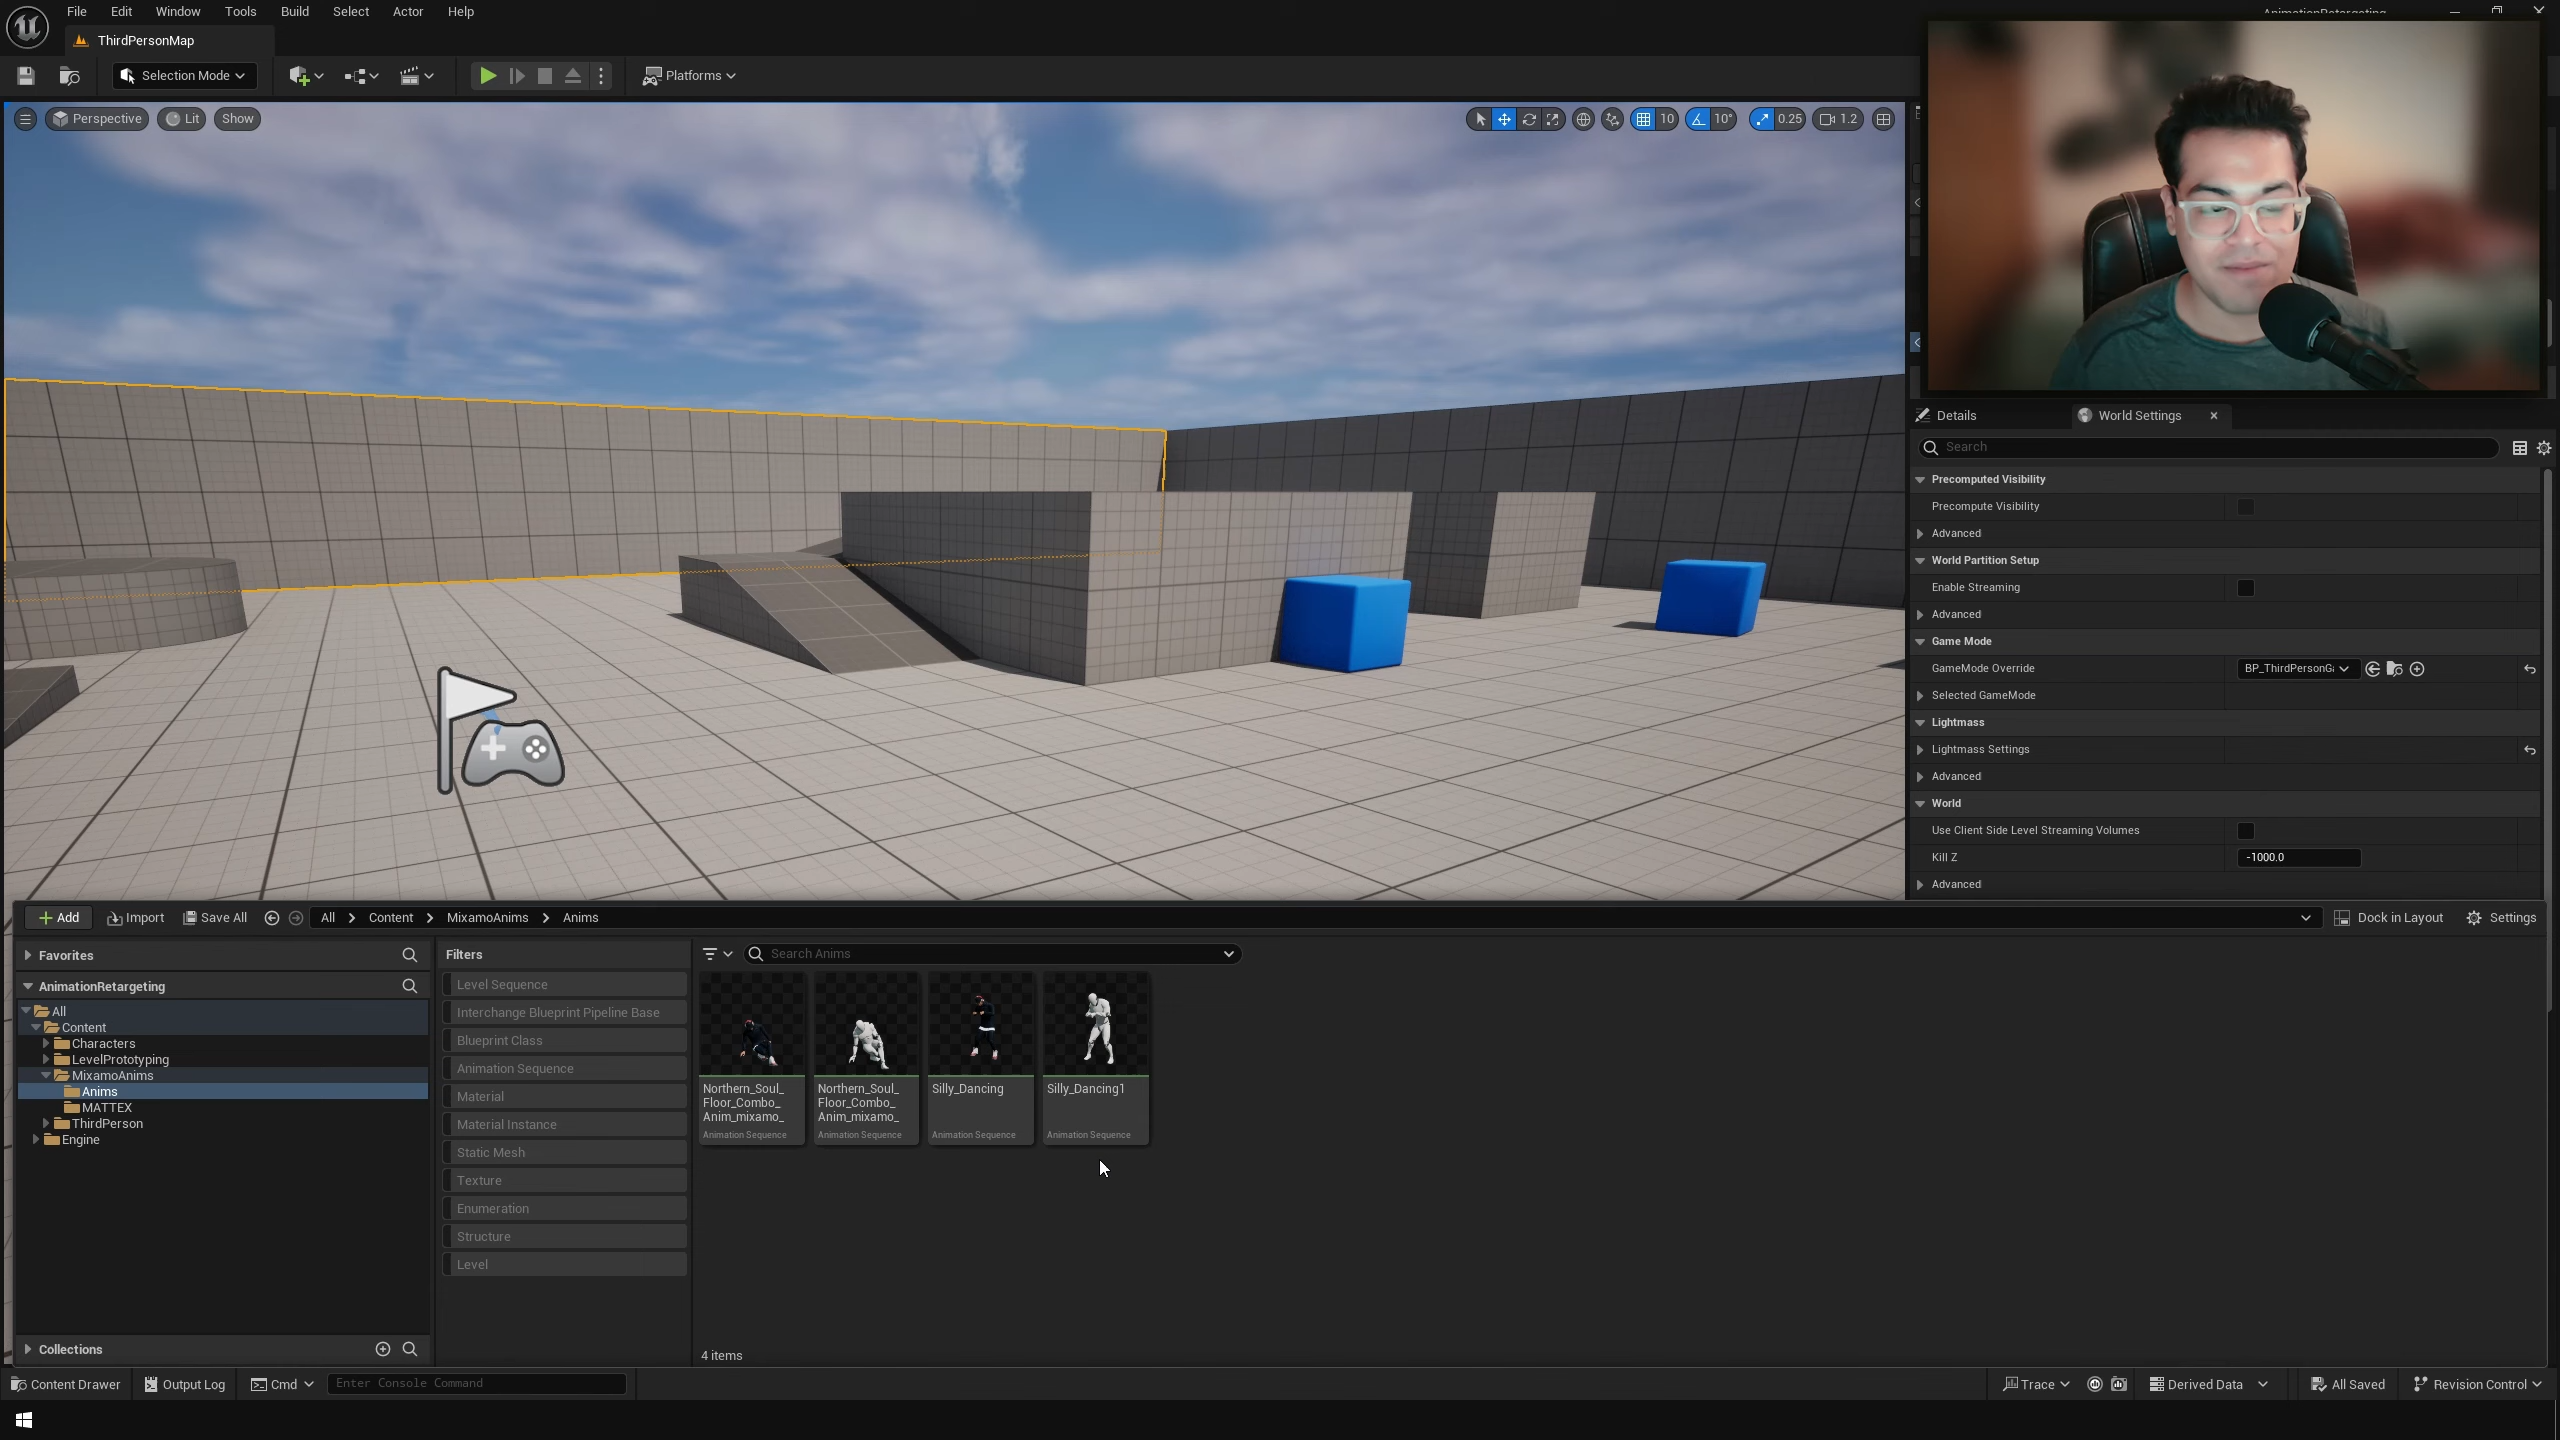 File Edit Window Tools Build Select Actor Help
ThirdPersonMap
Selection Mode
Platforms
Perspective Lit Show
10 10° 0.25 1.2
Details World Settings
Search
Precomputed Visibility
Precompute Visibility
Advanced
World Partition Setup
Enable Streaming
Advanced
Game Mode
GameMode Override BP_ThirdPersonGa
Selected GameMode
Lightmass
Lightmass Settings
Advanced
World
Use Client Side Level Streaming Volumes
Kill Z -1000.0
Advanced
Add Import Save All All Content MixamoAnims Anims Dock in Layout Settings
Favorites
AnimationRetargeting
All
Content
Characters
LevelPrototyping
MixamoAnims
Anims
MATTEX
ThirdPerson
Engine
Collections
Filters
Level Sequence
Interchange Blueprint Pipeline Base
Blueprint Class
Animation Sequence
Material
Material Instance
Static Mesh
Texture
Enumeration
Structure
Level
Search Anims
Northern_Soul_
Floor_Combo_
Anim_mixamo_
Animation Sequence
Northern_Soul_
Floor_Combo_
Anim_mixamo_
Animation Sequence
Silly_Dancing
Animation Sequence
Silly_Dancing1
Animation Sequence
4 items
Content Drawer Output Log Cmd Enter Console Command Trace Derived Data All Saved Revision Control